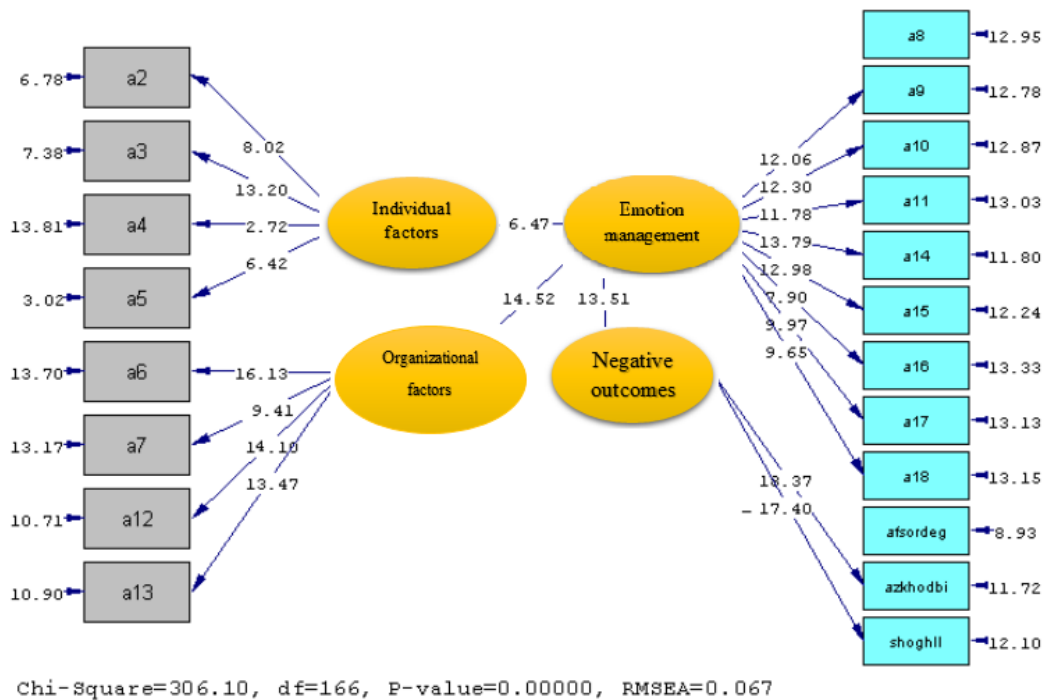 a8
12.95
a2
6.78
a9
12.78
8.02
12.06
a3
7.38
a10
12.87
13.20
12.30
a4
13.81
2.72
Individual
factors
6.47
Emotion
management
11.78
a11
13.03
13.79
6.42
12.98
a14
11.80
a5
3.02
14.52
13.51
7.90
a15
12.24
9.97
9.65
a6
13.70
16.13
Organizational
factors
Negative
outcomes
a16
13.33
9.41
a7
13.17
14.10
a17
13.13
13.47
a18
13.15
18.37
a12
10.71
- 17.40
afsordeg
8.93
a13
10.90
azkhodbi
11.72
shoghll
12.10
Chi-Square=306.10, df=166, P-value=0.00000, RMSEA=0.067